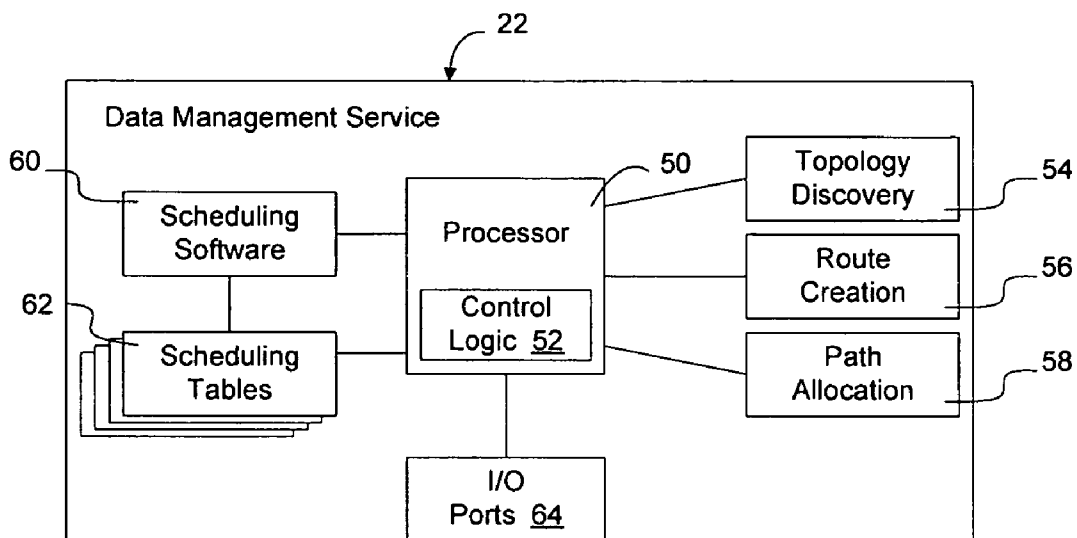 22
Data Management Service
60
Scheduling
Software
62
Scheduling
Tables
50
Processor
Control
Logic 52
I/O
Ports 64
Topology
Discovery
54
Route
Creation
56
Path
Allocation
58